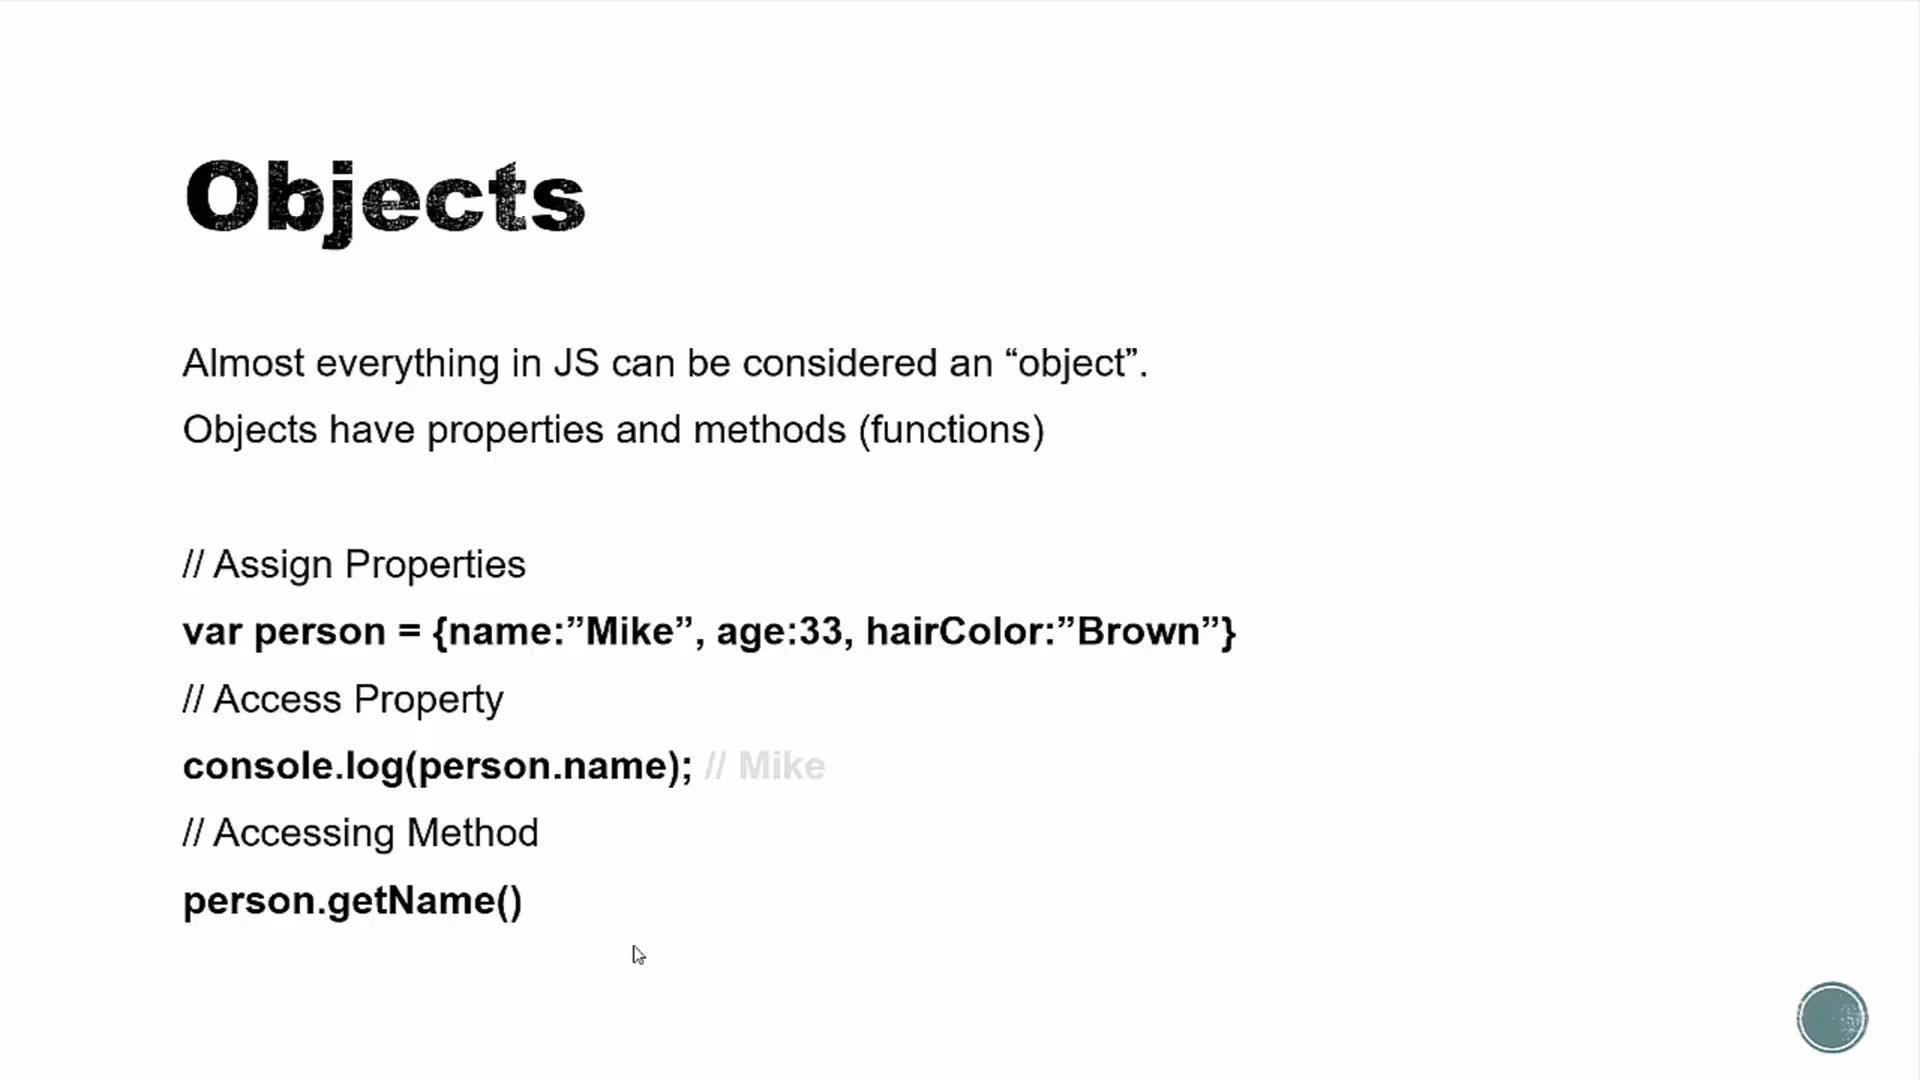 Objects
Almost everything in JS can be considered an “object”.
Objects have properties and methods (functions)
// Assign Properties
var person = {name:”Mike”, age:33, hairColor:”Brown”}
// Access Property
console.log(person.name); // Mike
// Accessing Method
person.getName()